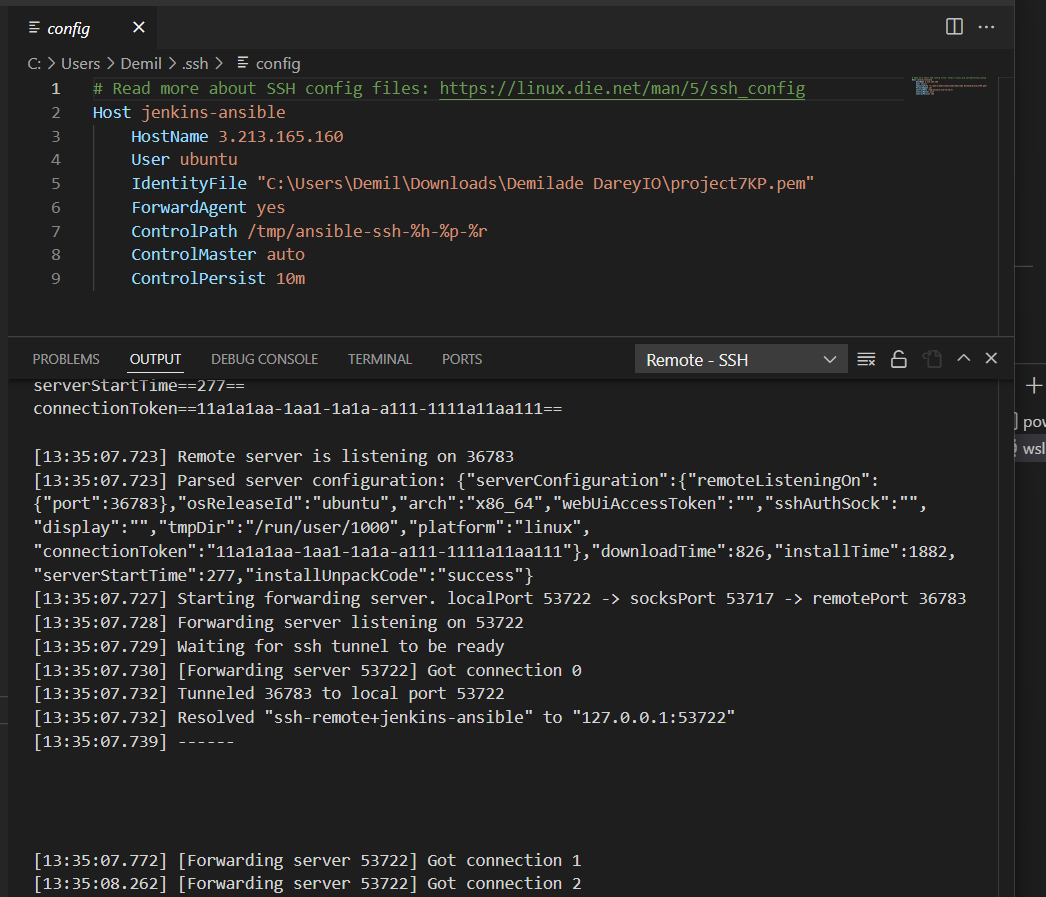 config
C: > Users > Demil > .ssh > config
1 # Read more about SSH config files: https://linux.die.net/man/5/ssh_config
2 Host jenkins-ansible
3 HostName 3.213.165.160
4 User ubuntu
5 IdentityFile "C:\Users\Demil\Downloads\Demilade DareyIO\project7KP.pem"
6 ForwardAgent yes
7 ControlPath /tmp/ansible-ssh-%h-%p-%r
8 ControlMaster auto
9 ControlPersist 10m
PROBLEMS OUTPUT DEBUG CONSOLE TERMINAL PORTS Remote - SSH
serverStartTime==277==
connectionToken==11a1a1aa-1aa1-1a1a-a111-1111a11aa111==
[13:35:07.723] Remote server is listening on 36783
[13:35:07.723] Parsed server configuration: {"serverConfiguration":{"remoteListeningOn":
{"port":36783},"osReleaseId":"ubuntu","arch":"x86_64","webUiAccessToken":"","sshAuthSock":"",
"display":"","tmpDir":"/run/user/1000","platform":"linux",
"connectionToken":"11a1a1aa-1aa1-1a1a-a111-1111a11aa111"},"downloadTime":826,"installTime":1882,
"serverStartTime":277,"installUnpackCode":"success"}
[13:35:07.727] Starting forwarding server. localPort 53722 -> socksPort 53717 -> remotePort 36783
[13:35:07.728] Forwarding server listening on 53722
[13:35:07.729] Waiting for ssh tunnel to be ready
[13:35:07.730] [Forwarding server 53722] Got connection 0
[13:35:07.732] Tunneled 36783 to local port 53722
[13:35:07.732] Resolved "ssh-remote+jenkins-ansible" to "127.0.0.1:53722"
[13:35:07.739] ------
[13:35:07.772] [Forwarding server 53722] Got connection 1
[13:35:08.262] [Forwarding server 53722] Got connection 2
wsl